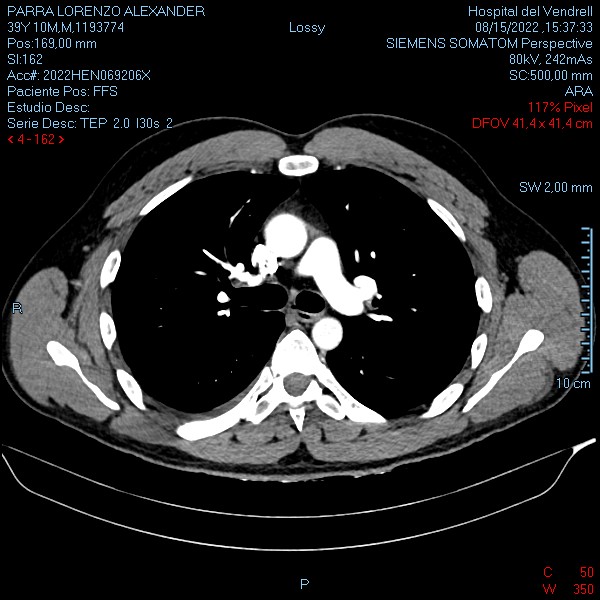 PARRA LORENZO ALEXANDER
39Y 10M,M,1193774
Pos:169,00 mm
SI:162
Acc#: 2022HEN069206X
Paciente Pos: FFS
Estudio Desc:
Serie Desc: TEP 2.0 I30s 2
< 4 - 162 >
Lossy
Hospital del Vendrell
08/15/2022 ,15:37:33
SIEMENS SOMATOM Perspective
80kV, 242mAs
SC:500,00 mm
ARA
117% Pixel
DFOV 41,4 x 41,4 cm
SW 2,00 mm
R
10 cm
P
C 50
W 350